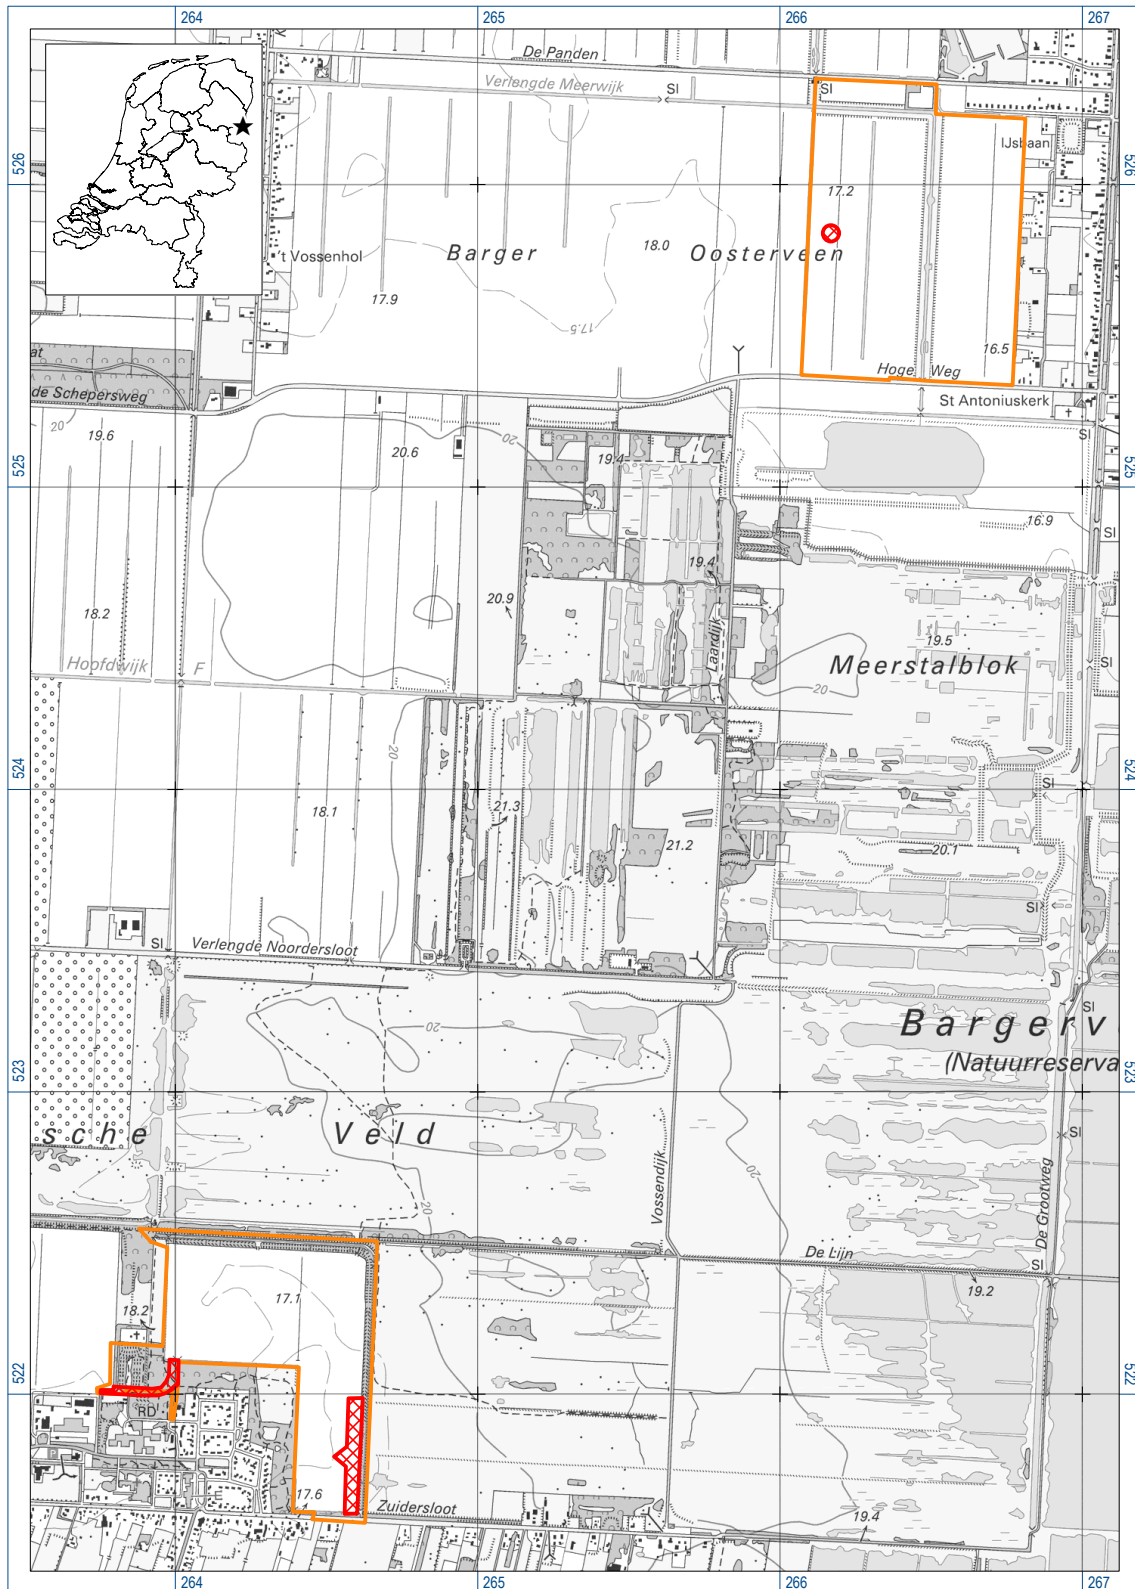 264 265 266 267
De Panden
K
Verlengde Meerwijk
SI
SI
IJsbaan
526
526
17.2
't Vossenhol
Barger
18.0
Oosterveen
17.9
17.5
16.5
Hoge Weg
at
de Schepersweg
St Antoniuskerk
20
19.6
20.6
20
19.4
SI
525
525
16.9
SI
19.4
20.9
18.2
Laardijk
19.5
Hoofdwijk
F
Meerstalblok
SI
20
20
524
524
SI
21.3
18.1
21.2
20.1
SI
SI
Verlengde Noordersloot
SI
20
Bargerv
(Natuurreserva
523
523
sche
Veld
SI
20
Vossendijk
20
De Grootweg
De Lijn
SI
19.2
17.1
18.2
522
522
RD
17.6
Zuidersloot
19.4
264 265 266 267